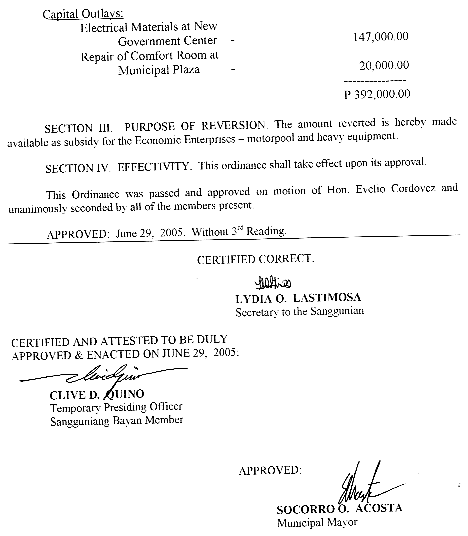 Capital Outlays:
Electrical Materials at New
Government Center - 147,000.00
Repair of Comfort Room at
Municipal Plaza - 20,000.00
---------------
P 392,000.00
SECTION III. PURPOSE OF REVERSION. The amount reverted is hereby made
available as subsidy for the Economic Enterprises – motorpool and heavy equipment.
SECTION IV. EFFECTIVITY. This ordinance shall take effect upon its approval.
This Ordinance was passed and approved on motion of Hon. Evelio Cordovez and
unanimously seconded by all of the members present.
APPROVED: June 29, 2005. Without 3rd Reading.
CERTIFIED CORRECT.
LYDIA O. LASTIMOSA
Secretary to the Sanggunian
CERTIFIED AND ATTESTED TO BE DULY
APPROVED & ENACTED ON JUNE 29, 2005.
CLIVE D. QUINO
Temporary Presiding Officer
Sangguniang Bayan Member
APPROVED:
SOCORRO O. ACOSTA
Municipal Mayor